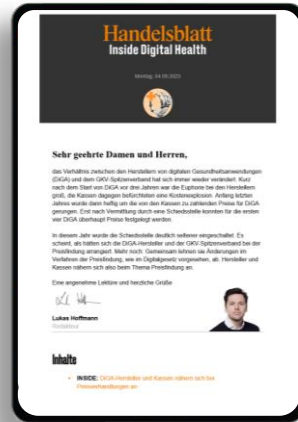 Handelsblatt
Inside Digital Health
Montag, 04.09.2023
Sehr geehrte Damen und Herren,
das Verhältnis zwischen den Herstellern von digitalen Gesundheitsanwendungen
(DiGA) und dem GKV-Spitzenverband hat sich immer wieder verändert. Kurz
nach dem Start von DiGA vor drei Jahren war die Euphorie bei den Herstellern
groß, die Kassen dagegen befürchteten eine Kostenexplosion. Anfang letzten
Jahres wurde dann heftig um die von den Kassen zu zahlenden Preise für DiGA
gerungen. Erst nach Vermittlung durch eine Schiedsstelle konnten für die ersten
vier DiGA überhaupt Preise festgelegt werden.
In diesem Jahr wurde die Schiedsstelle deutlich seltener eingeschaltet. Es
scheint, als hätten sich die DiGA-Hersteller und der GKV-Spitzenverband bei der
Preisfindung arrangiert. Mehr noch: Gemeinsam lehnen sie Änderungen im
Verfahren der Preisfindung, wie im Digitalgesetz vorgesehen, ab. Hersteller und
Kassen nähern sich also beim Thema Preisfindung an.
Eine angenehme Lektüre und herzliche Grüße
Lukas Hoffmann
Redakteur
Inhalte
INSIDE: DiGA-Hersteller und Kassen nähern sich bei
Preisverhandlungen an